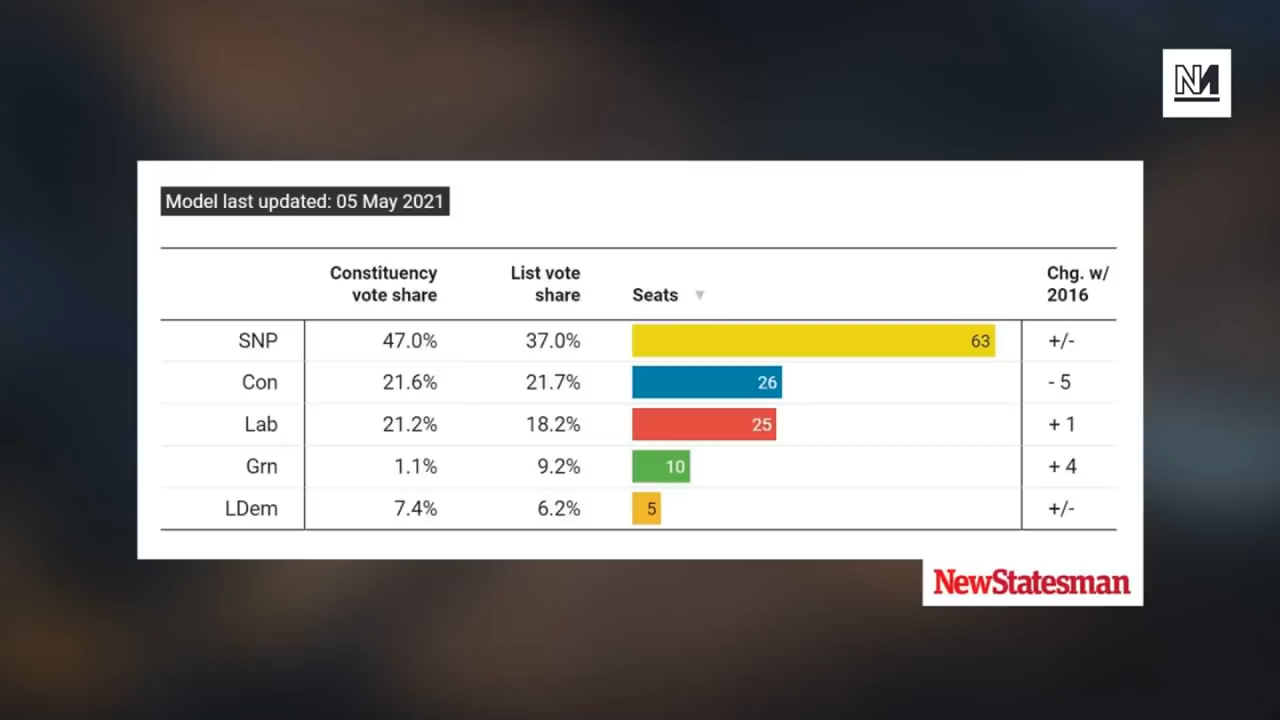 NM
Model last updated: 05 May 2021
Constituency vote share List vote share Seats ▼ Chg. w/ 2016
SNP 47.0% 37.0% 63 +/-
Con 21.6% 21.7% 26 - 5
Lab 21.2% 18.2% 25 + 1
Grn 1.1% 9.2% 10 + 4
LDem 7.4% 6.2% 5 +/-
NewStatesman